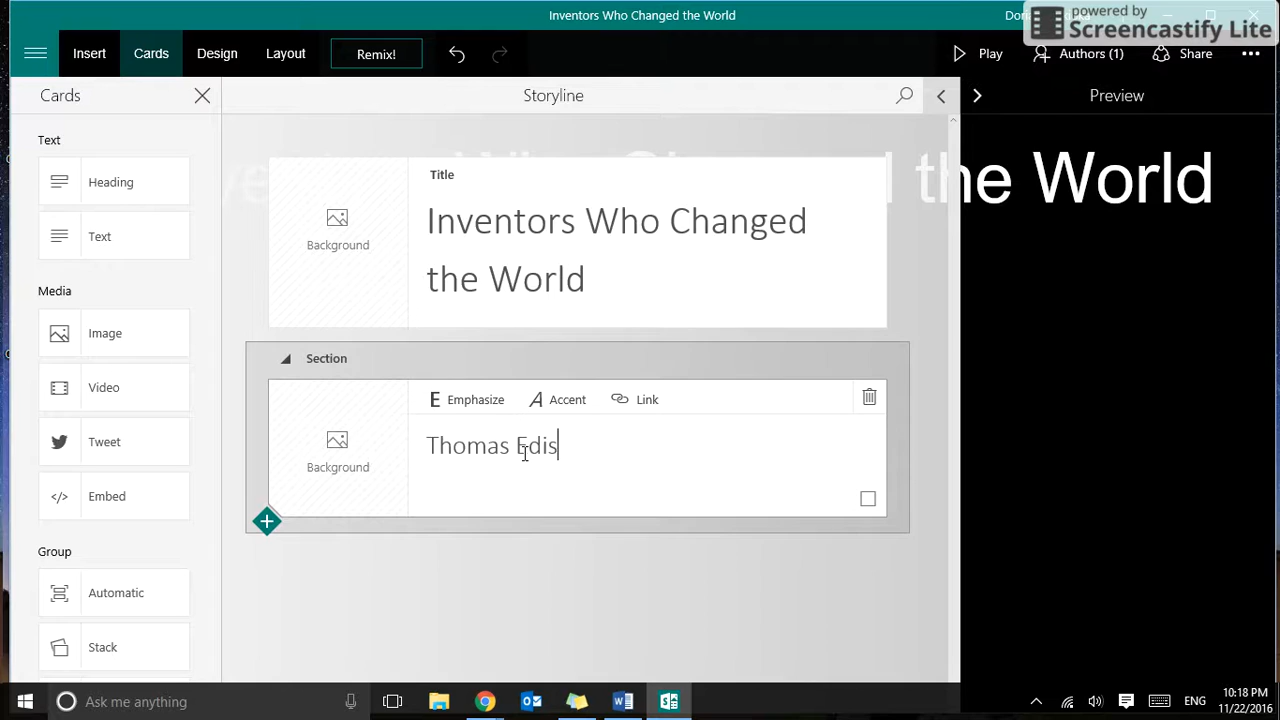 Inventors Who Changed the World
powered by
Screencastify Lite
Insert
Cards
Design
Layout
Remix!
Play
Authors (1)
Share
Cards
Storyline
Preview
Text
Heading
Text
Media
Image
Video
Tweet
Embed
Group
Automatic
Stack
Background
Title
Inventors Who Changed
the World
the World
Section
Background
E Emphasize
A Accent
Link
Thomas Edis
Ask me anything
ENG
10:18 PM
11/22/2016